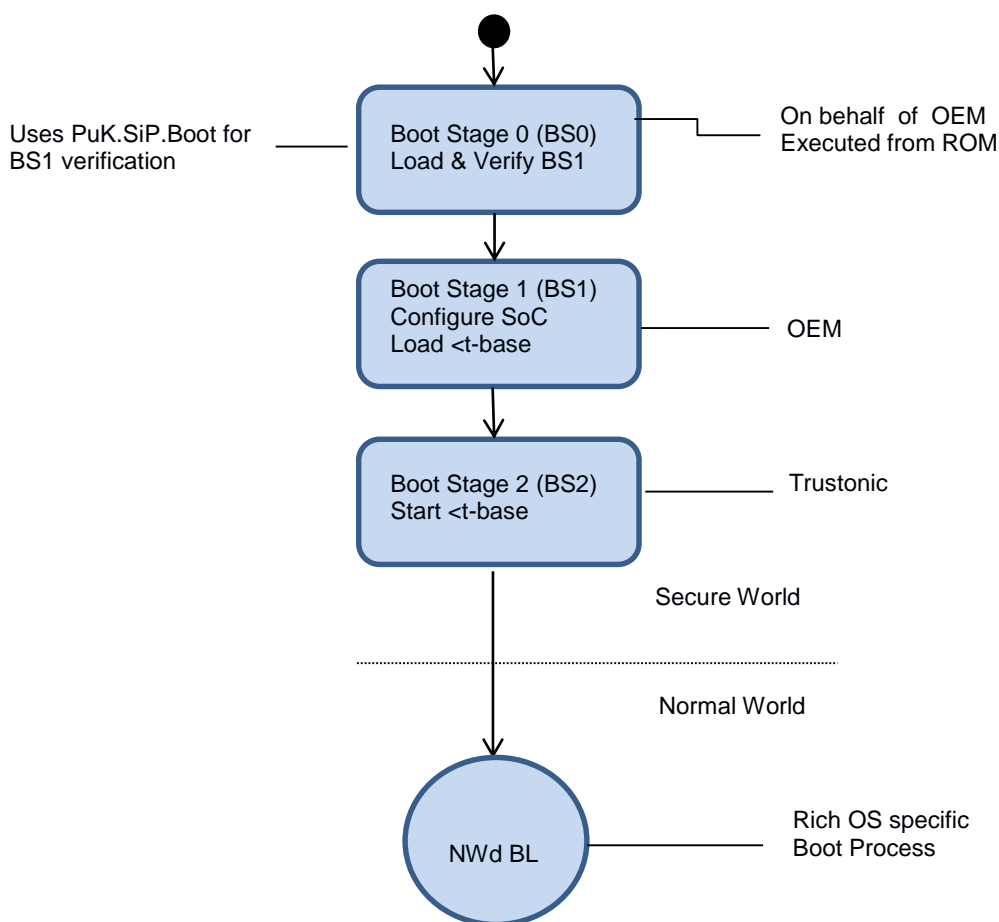 Uses PuK.SiP.Boot for
BS1 verification
Boot Stage 0 (BS0)
Load & Verify BS1
On behalf of OEM
Executed from ROM
Boot Stage 1 (BS1)
Configure SoC
Load <t-base
OEM
Boot Stage 2 (BS2)
Start <t-base
Trustonic
Secure World
Normal World
NWd BL
Rich OS specific
Boot Process